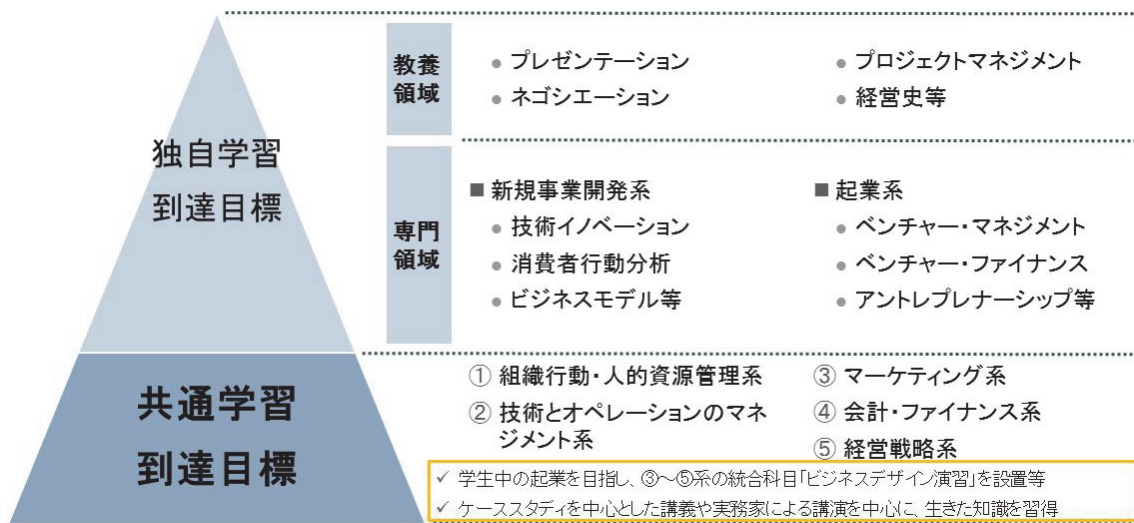 独自学習
到達目標
共通学習
到達目標
教養
領域
● プレゼンテーション
● ネゴシエーション
● プロジェクトマネジメント
● 経営史等
専門
領域
■ 新規事業開発系
● 技術イノベーション
● 消費者行動分析
● ビジネスモデル等
■ 起業系
● ベンチャー・マネジメント
● ベンチャー・ファイナンス
● アントレプレナーシップ等
① 組織行動・人的資源管理系
② 技術とオペレーションのマネ
ジメント系
③ マーケティング系
④ 会計・ファイナンス系
⑤ 経営戦略系
✓ 学生中の起業を目指し、③～⑤系の統合科目「ビジネスデザイン演習」を設置等
✓ ケーススタディを中心とした講義や実務家による講演を中心に、生きた知識を習得